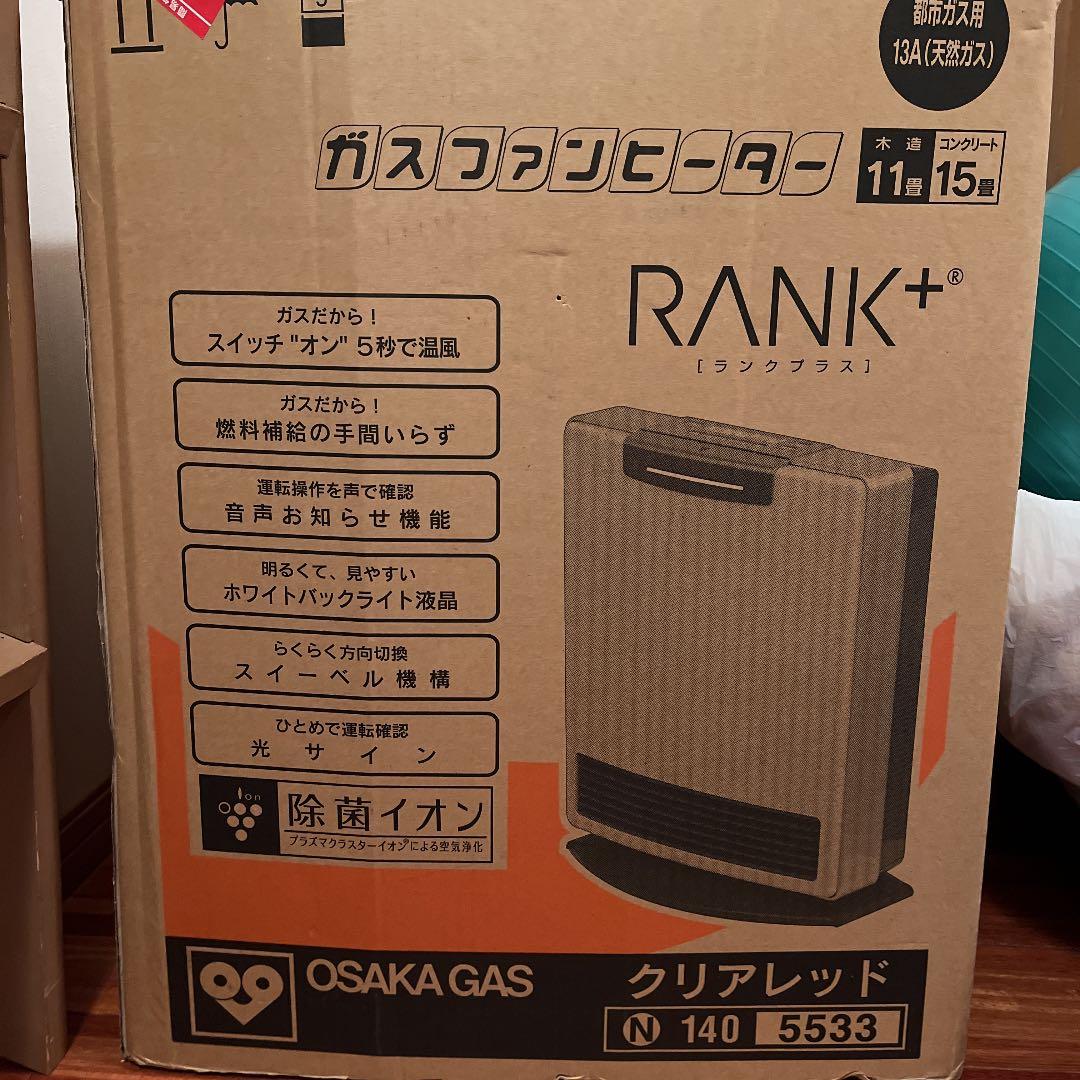 都市ガス用
13A(天然ガス)
ガスファンヒーター
木造
11畳
コンクリート
15畳
RANK+®
[ランクプラス]
ガスだから!
スイッチ"オン"5秒で温風
ガスだから!
燃料補給の手間いらず
運転操作を声で確認
音声お知らせ機能
明るくて、見やすい
ホワイトバックライト液晶
らくらく方向切換
スイーベル機構
ひとめで運転確認
光サイン
Ion
除菌イオン
プラズマクラスターイオン®による空気浄化
OSAKA GAS
クリアレッド
N 140 5533